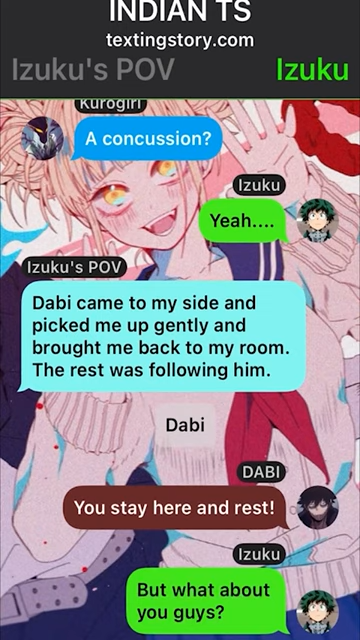 INDIAN TS
textingstory.com
Izuku's POV Izuku
Kurogiri
A concussion?
Izuku
Yeah....
Izuku's POV
Dabi came to my side and
picked me up gently and
brought me back to my room.
The rest was following him.
Dabi
DABI
You stay here and rest!
Izuku
But what about
you guys?